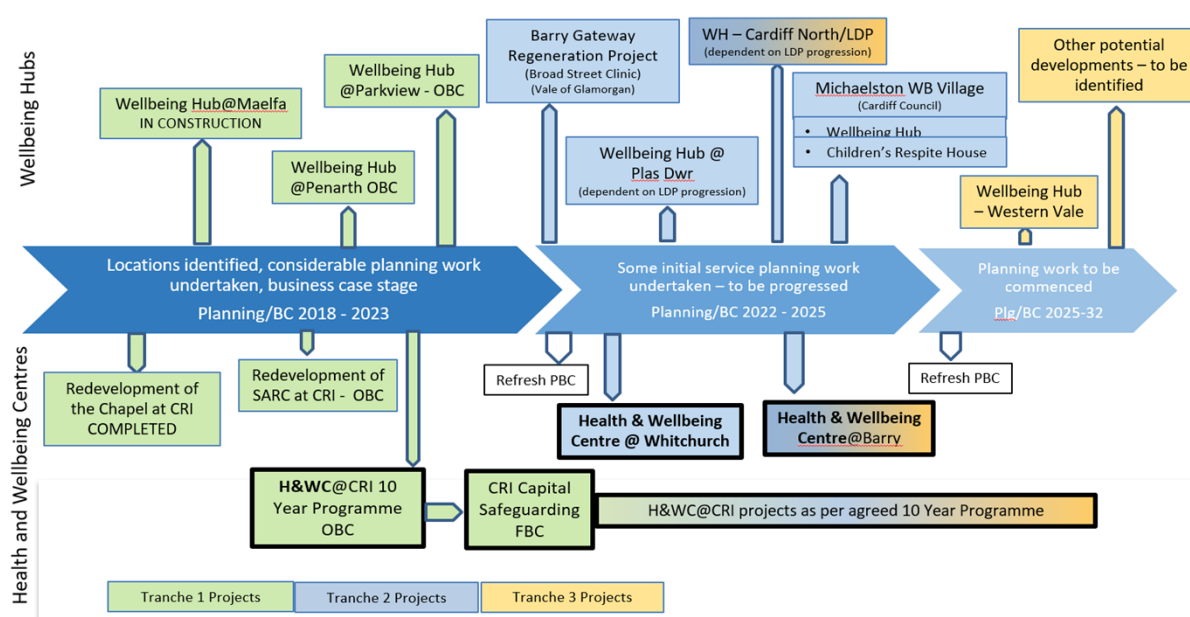 Wellbeing Hubs
Wellbeing Hub@Maelfa
IN CONSTRUCTION
Wellbeing Hub
@Parkview - OBC
Wellbeing Hub
@Penarth OBC
Barry Gateway
Regeneration Project
(Broad Street Clinic)
(Vale of Glamorgan)
Wellbeing Hub @
Plas Dwr
(dependent on LDP progression)
WH – Cardiff North/LDP
(dependent on LDP progression)
Michaelston WB Village
(Cardiff Council)
• Wellbeing Hub
• Children's Respite House
Other potential
developments – to be
identified
Wellbeing Hub
– Western Vale
Locations identified, considerable planning work
undertaken, business case stage
Planning/BC 2018 - 2023
Some initial service planning work
undertaken – to be progressed
Planning/BC 2022 - 2025
Planning work to be
commenced
Plg/BC 2025-32
Health and Wellbeing Centres
Redevelopment of
the Chapel at CRI
COMPLETED
Redevelopment of
SARC at CRI - OBC
Refresh PBC
Health & Wellbeing
Centre @ Whitchurch
Health & Wellbeing
Centre@Barry
Refresh PBC
H&WC@CRI 10
Year Programme
OBC
CRI Capital
Safeguarding
FBC
H&WC@CRI projects as per agreed 10 Year Programme
Tranche 1 Projects
Tranche 2 Projects
Tranche 3 Projects